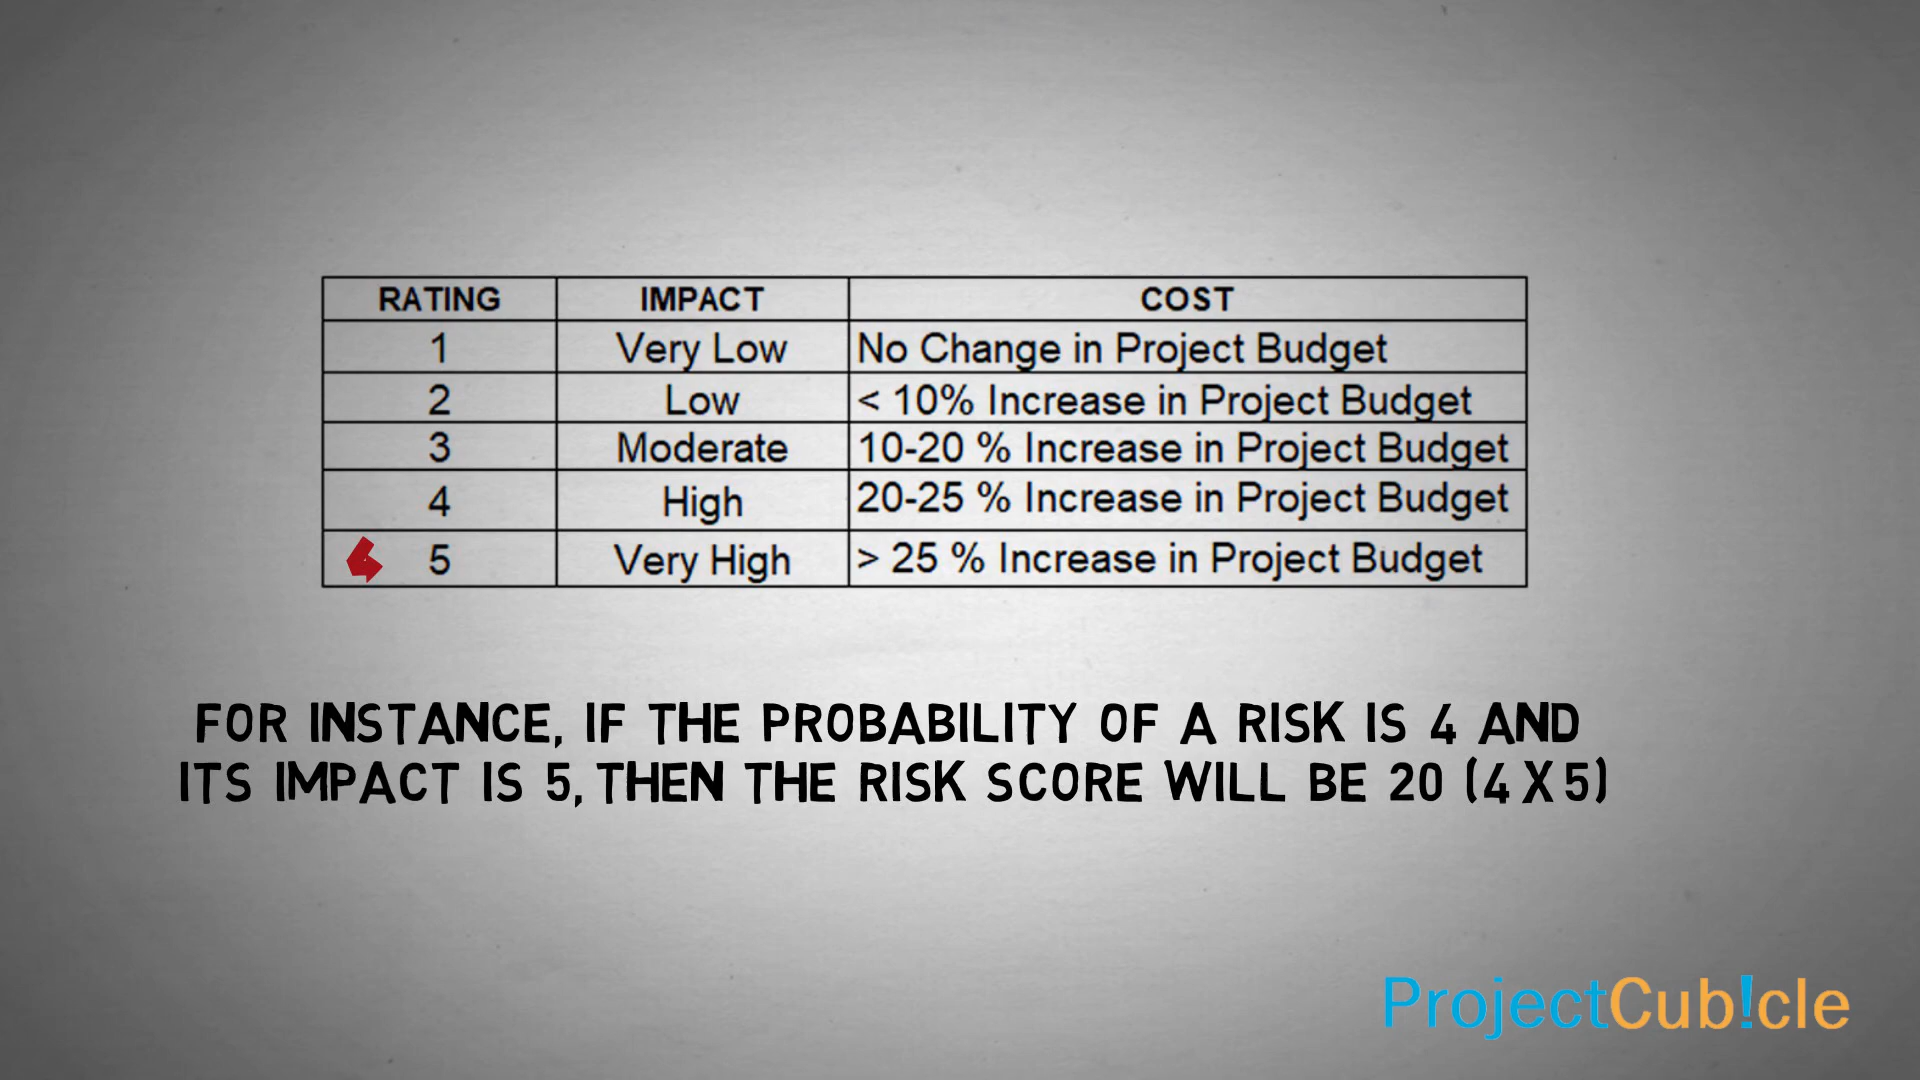 RATING IMPACT COST
1 Very Low No Change in Project Budget
2 Low < 10% Increase in Project Budget
3 Moderate 10-20 % Increase in Project Budget
4 High 20-25 % Increase in Project Budget
5 Very High > 25 % Increase in Project Budget
FOR INSTANCE, IF THE PROBABILITY OF A RISK IS 4 AND
ITS IMPACT IS 5, THEN THE RISK SCORE WILL BE 20 (4 X 5)
ProjectCub!cle